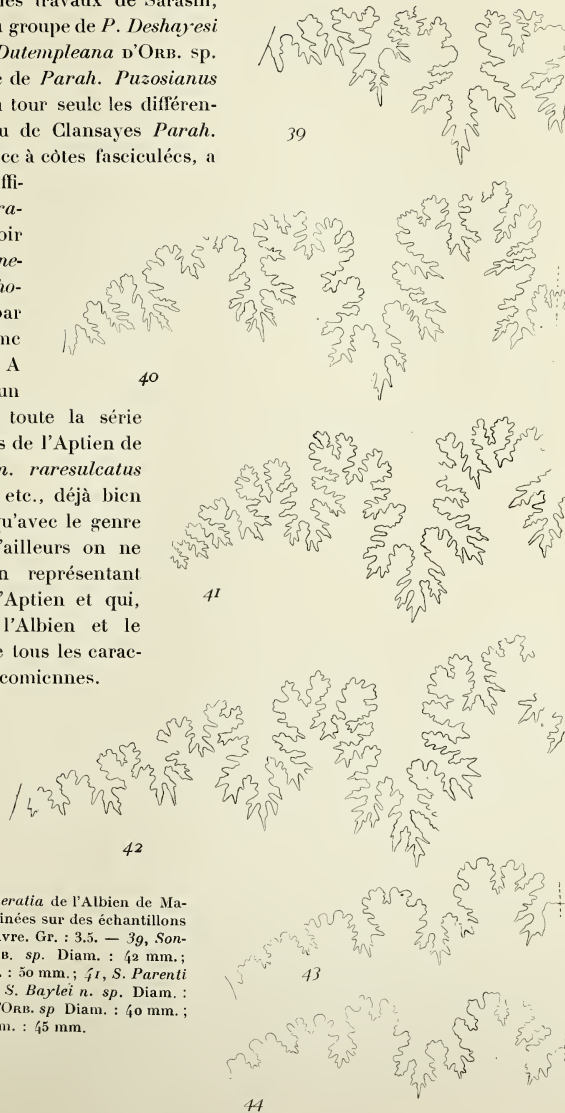 les travaux de Sarasin,
groupe de P. Deshayesi
Dutempleana D'ORB. sp.
e de Parah. Puzosianus
tour seule les différen-
u de Clansayes Parah.
à côtes fasciculées, a
ffi-
ra-
oir
ne-
ho-
par
me
A
un
toute la série
s de l'Aptien de
n. raresulcatus
etc., déjà bien
qu'avec le genre
'ailleurs on ne
n représentant
'Aptien et qui,
l'Albien et le
e tous les carac-
comiennes.
eratia de l'Albien de Ma-
inées sur des échantillons
vre. Gr. : 3.5. — 39, Son-
B. sp. Diam. : 42 mm. ;
. : 50 mm. ; 41, S. Parenti
S. Baylei n. sp. Diam. :
'ORB. sp Diam. : 40 mm. ;
m. : 45 mm.
39
40
41
42
43
44